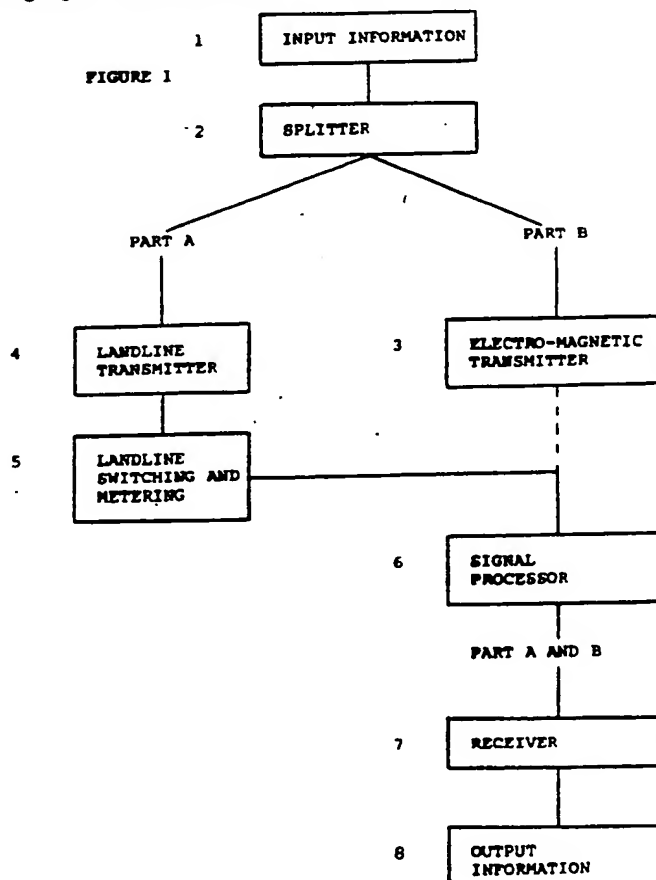 1 INPUT INFORMATION
FIGURE 1
2 SPLITTER
PART A PART B
4 LANDLINE
TRANSMITTER
3 ELECTRO-MAGNETIC
TRANSMITTER
5 LANDLINE
SWITCHING AND
METERING
6 SIGNAL
PROCESSOR
PART A AND B
7 RECEIVER
8 OUTPUT
INFORMATION